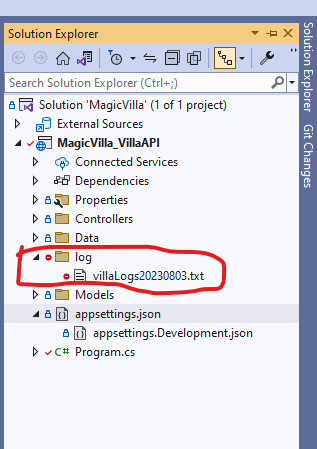 Solution Explorer
Search Solution Explorer (Ctrl+;)
Solution 'MagicVilla' (1 of 1 project)
External Sources
MagicVilla_VillaAPI
Connected Services
Dependencies
Properties
Controllers
Data
log
villaLogs20230803.txt
Models
appsettings.json
appsettings.Development.json
C# Program.cs
Solution Explorer
Git Changes